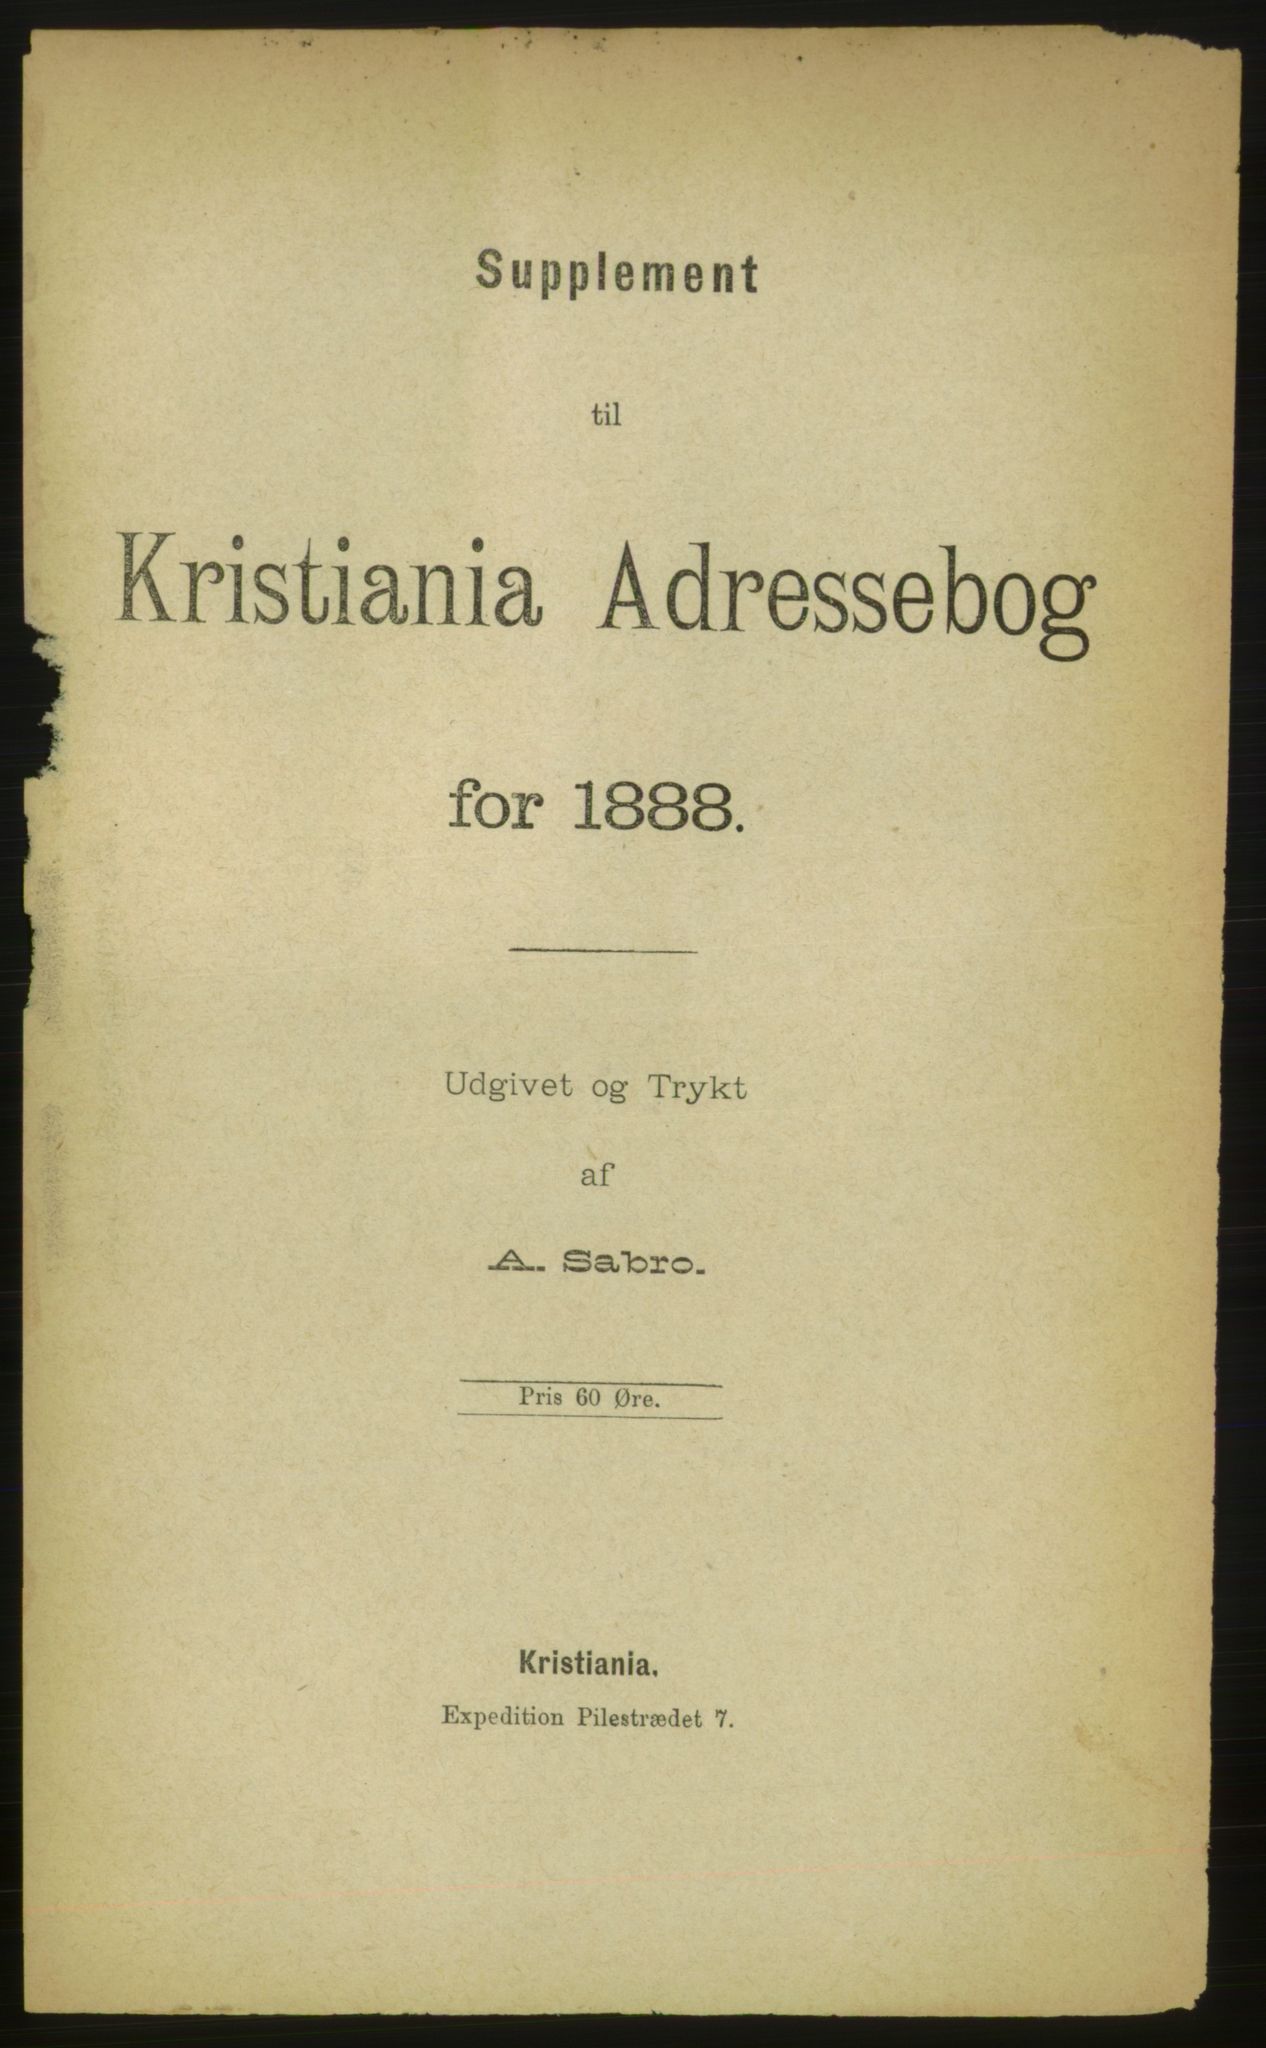 Supplement
til
Kristiania Adressebog
for 1888.
Udgivet og Trykt
af
A. Sabro.
Pris 60 Øre.
Kristiania.
Expedition Pilestrædet 7.